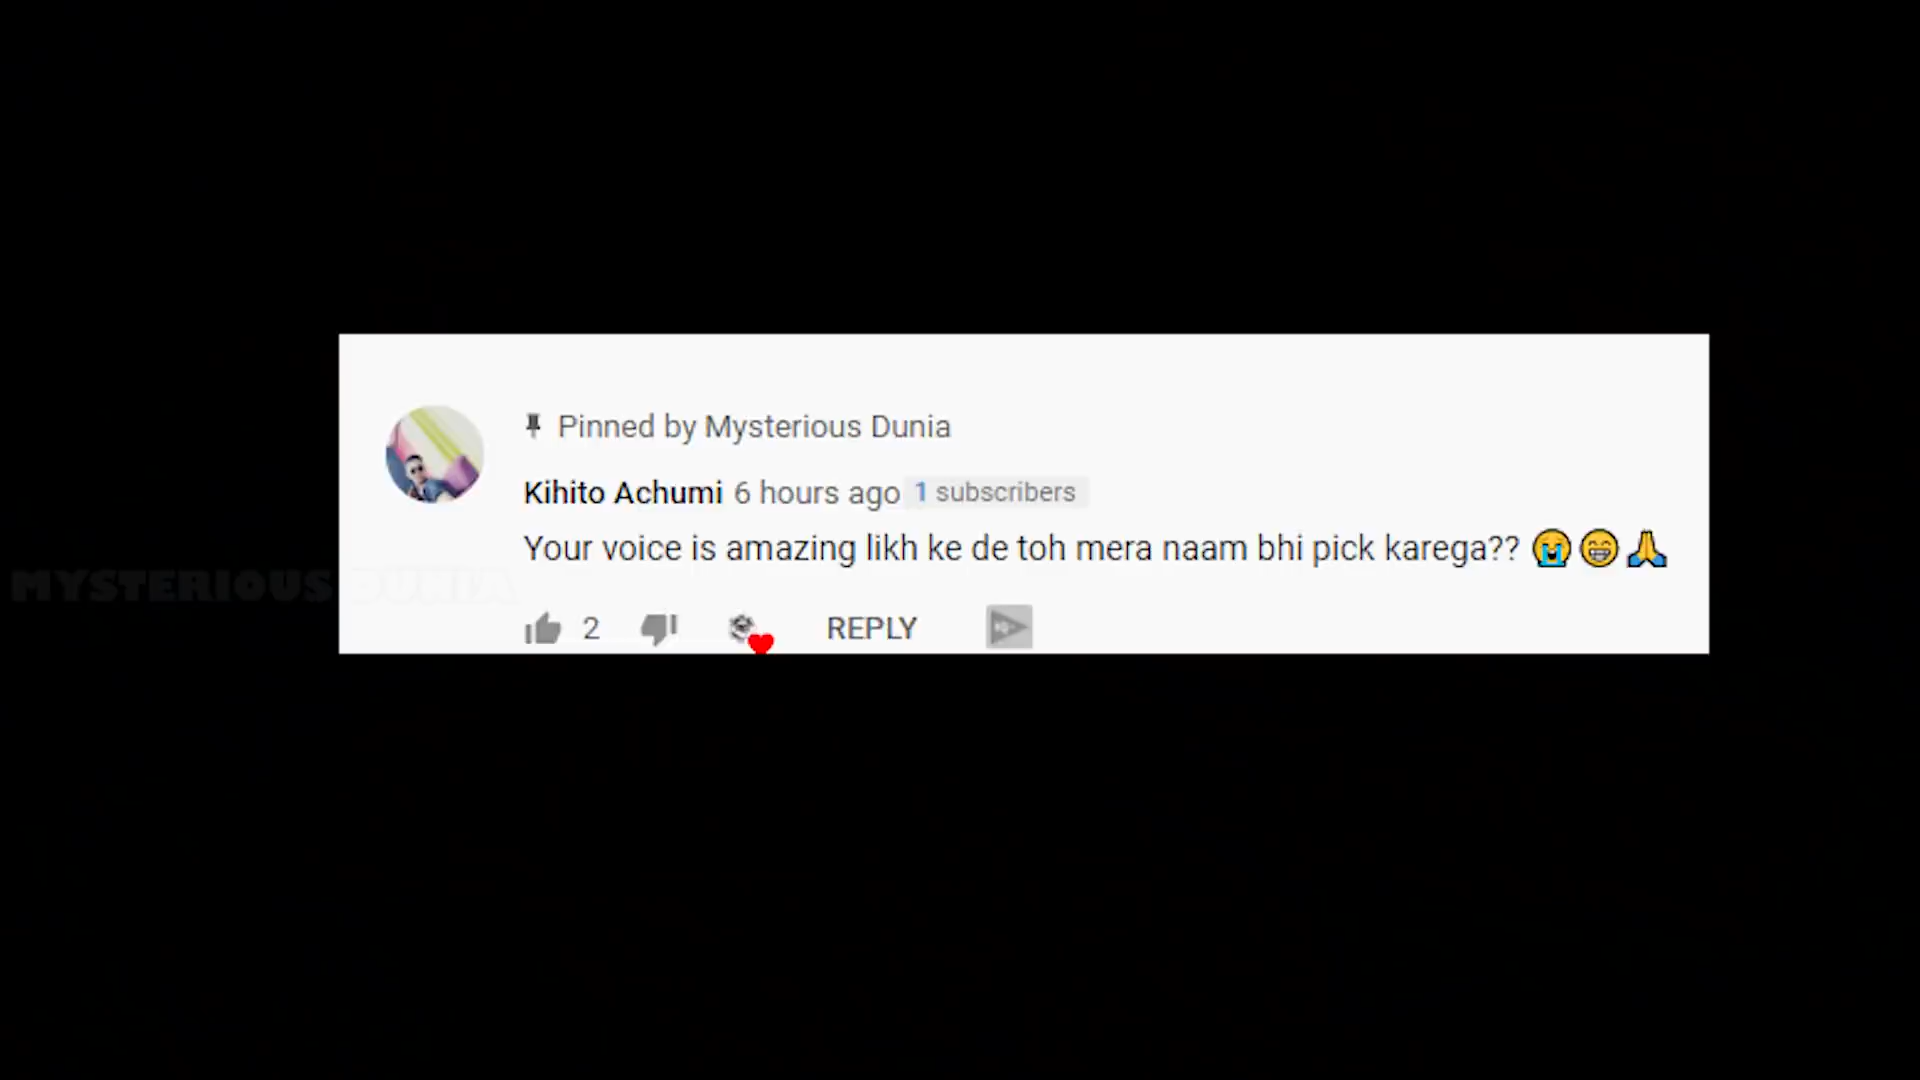 Pinned by Mysterious Dunia
Kihito Achumi 6 hours ago 1 subscribers
Your voice is amazing likh ke de toh mera naam bhi pick karega?? 😭😁🙏
MYSTERIOUS DUNIA
2 REPLY